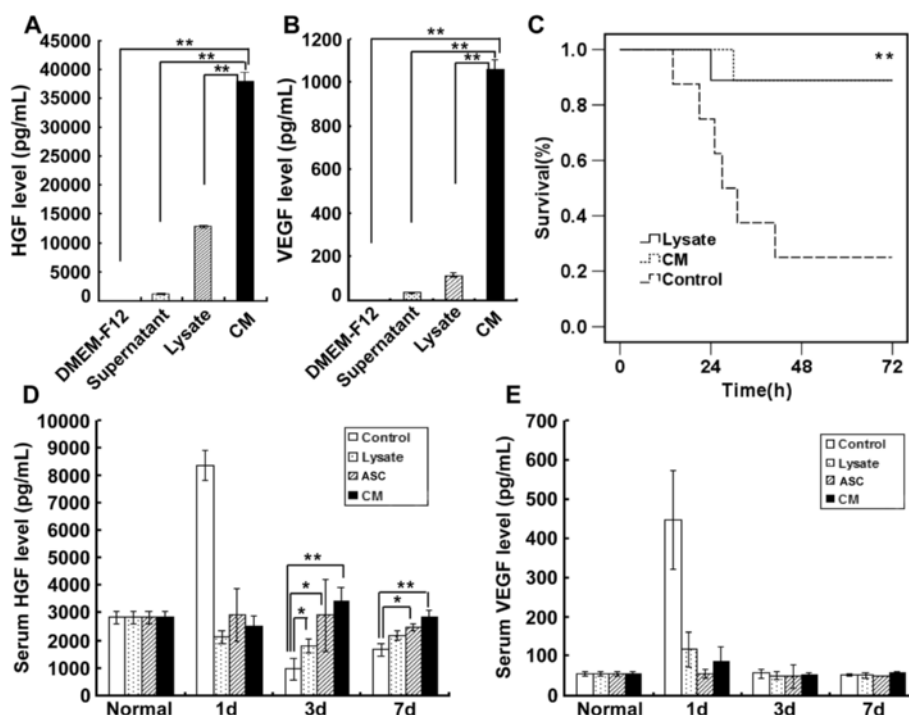 A
HGF level (pg/mL)
45000
40000
35000
30000
25000
20000
15000
10000
5000
0
**
**
**
DMEM-F12
Supernatant
Lysate
CM
B
VEGF level (pg/mL)
1200
1000
800
600
400
200
0
**
**
**
DMEM-F12
Supernatant
Lysate
CM
C
Survival(%)
1.0
0.8
0.6
0.4
0.2
0.0
**
Lysate
CM
Control
0 24 48 72
Time(h)
D
Serum HGF level (pg/mL)
10000
9000
8000
7000
6000
5000
4000
3000
2000
1000
0
Control
Lysate
ASC
CM
**
*
*
**
*
Normal 1d 3d 7d
E
Serum VEGF level (pg/mL)
700
600
500
400
300
200
100
0
Control
Lysate
ASC
CM
Normal 1d 3d 7d